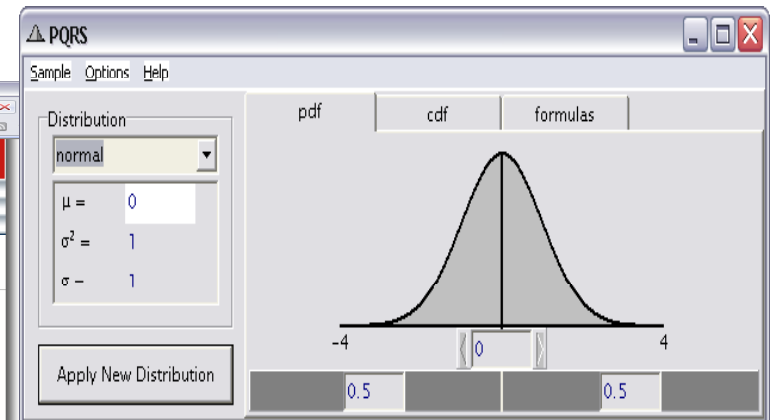 PQRS
Sample Options Help
Distribution
normal
μ = 0
σ² = 1
σ – 1
Apply New Distribution
pdf cdf formulas
-4 0 4
0.5 0.5